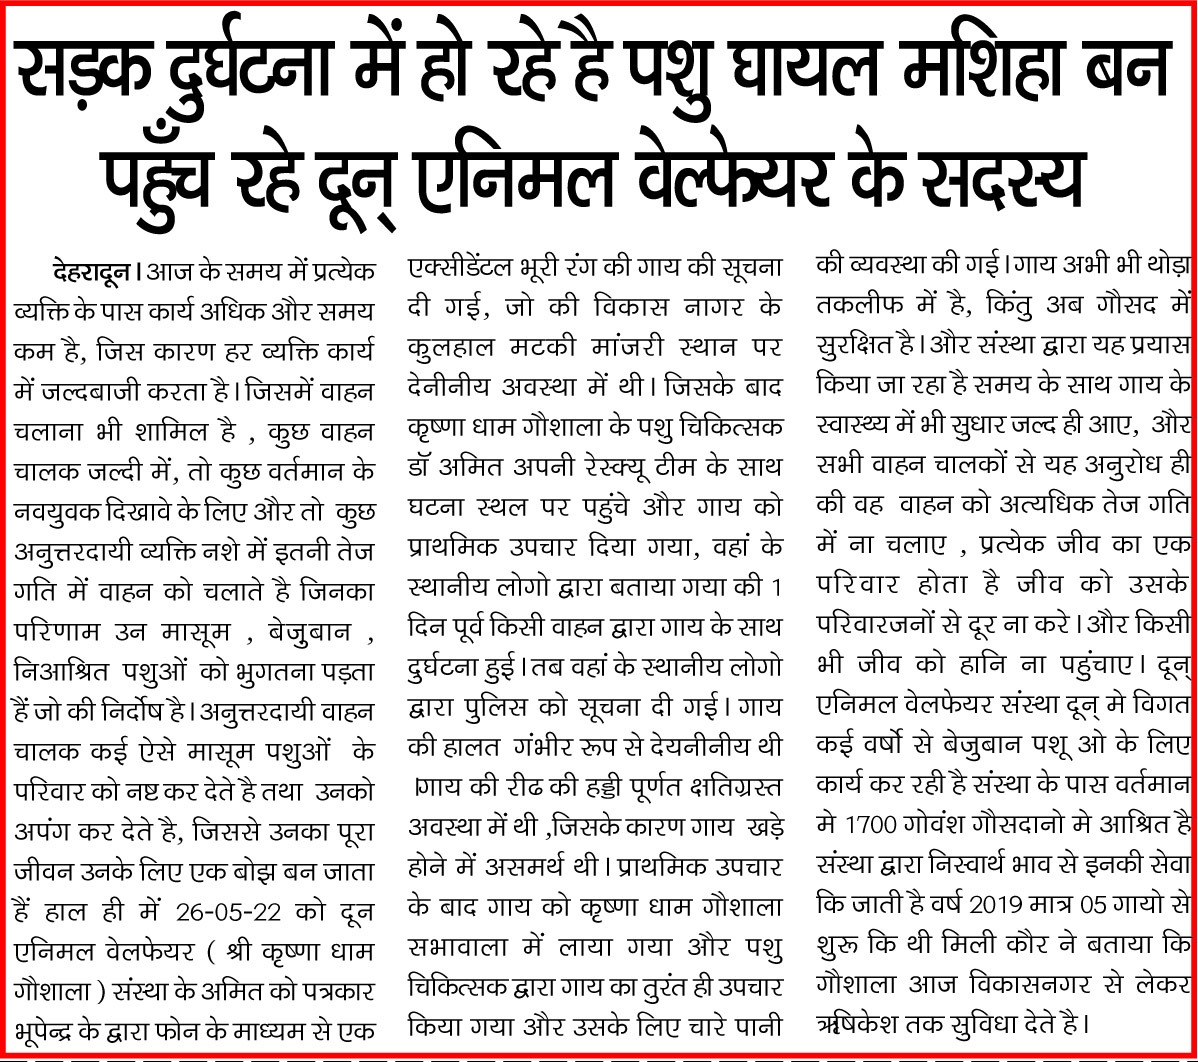 सड़क दुर्घटना में हो रहे है पशु घायल मशिहा बन
पहुँच रहे दून् एनिमल वेल्फेयर के सदस्य
देहरादून। आज के समय में प्रत्येक
व्यक्ति के पास कार्य अधिक और समय
कम है, जिस कारण हर व्यक्ति कार्य
में जल्दबाजी करता है। जिसमें वाहन
चलाना भी शामिल है , कुछ वाहन
चालक जल्दी में, तो कुछ वर्तमान के
नवयुवक दिखावे के लिए और तो कुछ
अनुत्तरदायी व्यक्ति नशे में इतनी तेज
गति में वाहन को चलाते है जिनका
परिणाम उन मासूम , बेजुबान ,
निआश्रित पशुओं को भुगतना पड़ता
हैं जो की निर्दोष है। अनुत्तरदायी वाहन
चालक कई ऐसे मासूम पशुओं के
परिवार को नष्ट कर देते है तथा उनको
अपंग कर देते है, जिससे उनका पूरा
जीवन उनके लिए एक बोझ बन जाता
हैं हाल ही में 26-05-22 को दून
एनिमल वेलफेयर ( श्री कृष्णा धाम
गौशाला ) संस्था के अमित को पत्रकार
भूपेन्द्र के द्वारा फोन के माध्यम से एक
एक्सीडेंटल भूरी रंग की गाय की सूचना
दी गई, जो की विकास नगर के
कुलहाल मटकी मांजरी स्थान पर
देनीनीय अवस्था में थी। जिसके बाद
कृष्णा धाम गौशाला के पशु चिकित्सक
डॉ अमित अपनी रेस्क्यू टीम के साथ
घटना स्थल पर पहुंचे और गाय को
प्राथमिक उपचार दिया गया, वहां के
स्थानीय लोगो द्वारा बताया गया की 1
दिन पूर्व किसी वाहन द्वारा गाय के साथ
दुर्घटना हुई। तब वहां के स्थानीय लोगो
द्वारा पुलिस को सूचना दी गई। गाय
की हालत गंभीर रूप से देयनीनीय थी
।गाय की रीढ की हड्डी पूर्णत क्षतिग्रस्त
अवस्था में थी ,जिसके कारण गाय खड़े
होने में असमर्थ थी। प्राथमिक उपचार
के बाद गाय को कृष्णा धाम गौशाला
सभावाला में लाया गया और पशु
चिकित्सक द्वारा गाय का तुरंत ही उपचार
किया गया और उसके लिए चारे पानी
की व्यवस्था की गई। गाय अभी भी थोड़ा
तकलीफ में है, किंतु अब गौसद में
सुरक्षित है। और संस्था द्वारा यह प्रयास
किया जा रहा है समय के साथ गाय के
स्वास्थ्य में भी सुधार जल्द ही आए, और
सभी वाहन चालकों से यह अनुरोध ही
की वह वाहन को अत्यधिक तेज गति
में ना चलाए , प्रत्येक जीव का एक
परिवार होता है जीव को उसके
परिवारजनों से दूर ना करे। और किसी
भी जीव को हानि ना पहुंचाए। दून्
एनिमल वेलफेयर संस्था दून् मे विगत
कई वर्षो से बेजुबान पशू ओ के लिए
कार्य कर रही है संस्था के पास वर्तमान
मे 1700 गोवंश गौसदानो मे आश्रित है
संस्था द्वारा निस्वार्थ भाव से इनकी सेवा
कि जाती है वर्ष 2019 मात्र 05 गायो से
शुरू कि थी मिली कौर ने बताया कि
गौशाला आज विकासनगर से लेकर
ऋषिकेश तक सुविधा देते है।